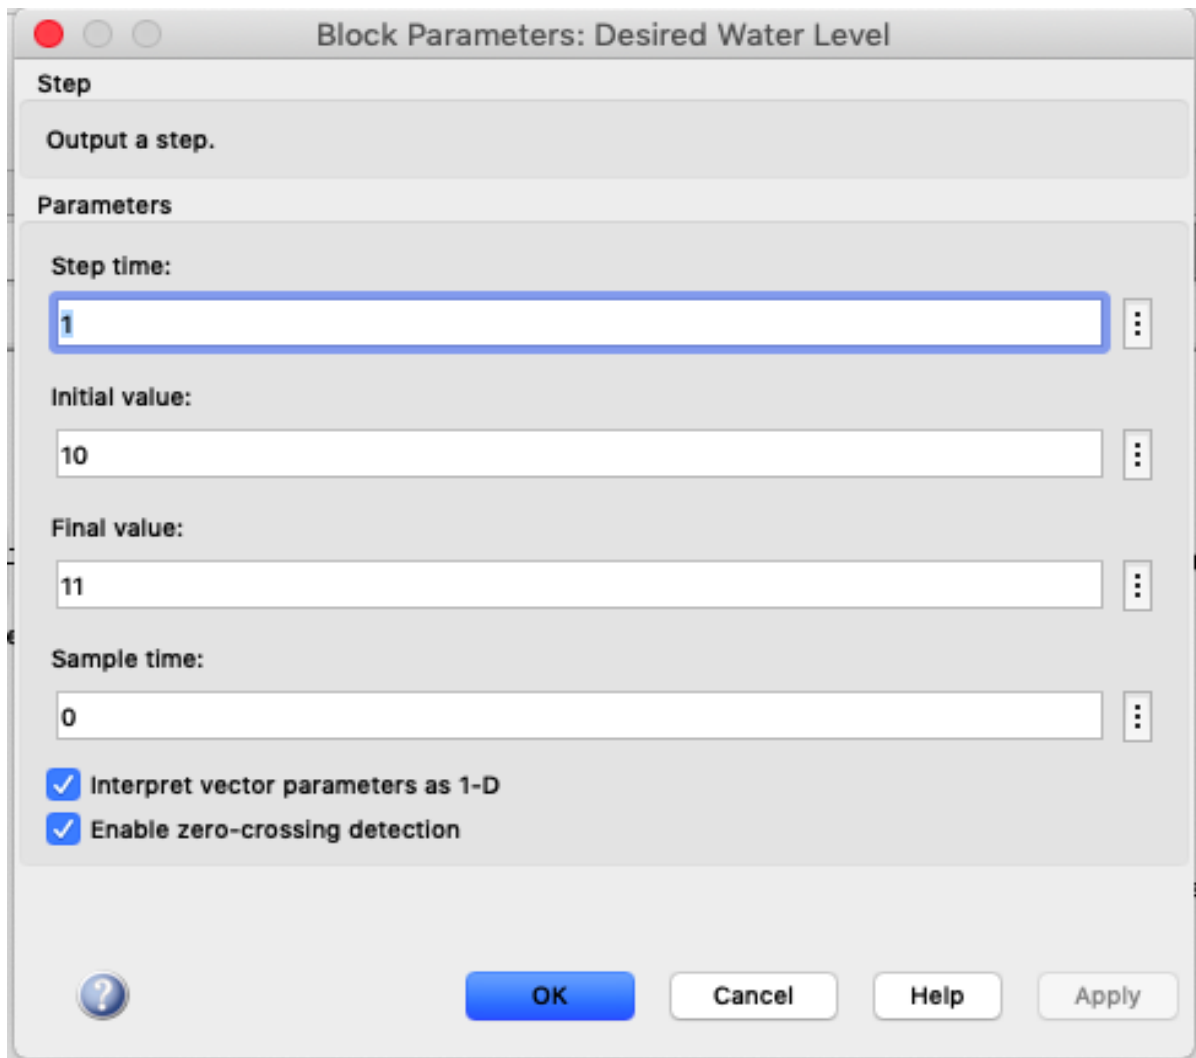 Block Parameters: Desired Water Level
Step
Output a step.
Parameters
Step time:
1
Initial value:
10
Final value:
11
Sample time:
0
Interpret vector parameters as 1-D
Enable zero-crossing detection
? OK Cancel Help Apply